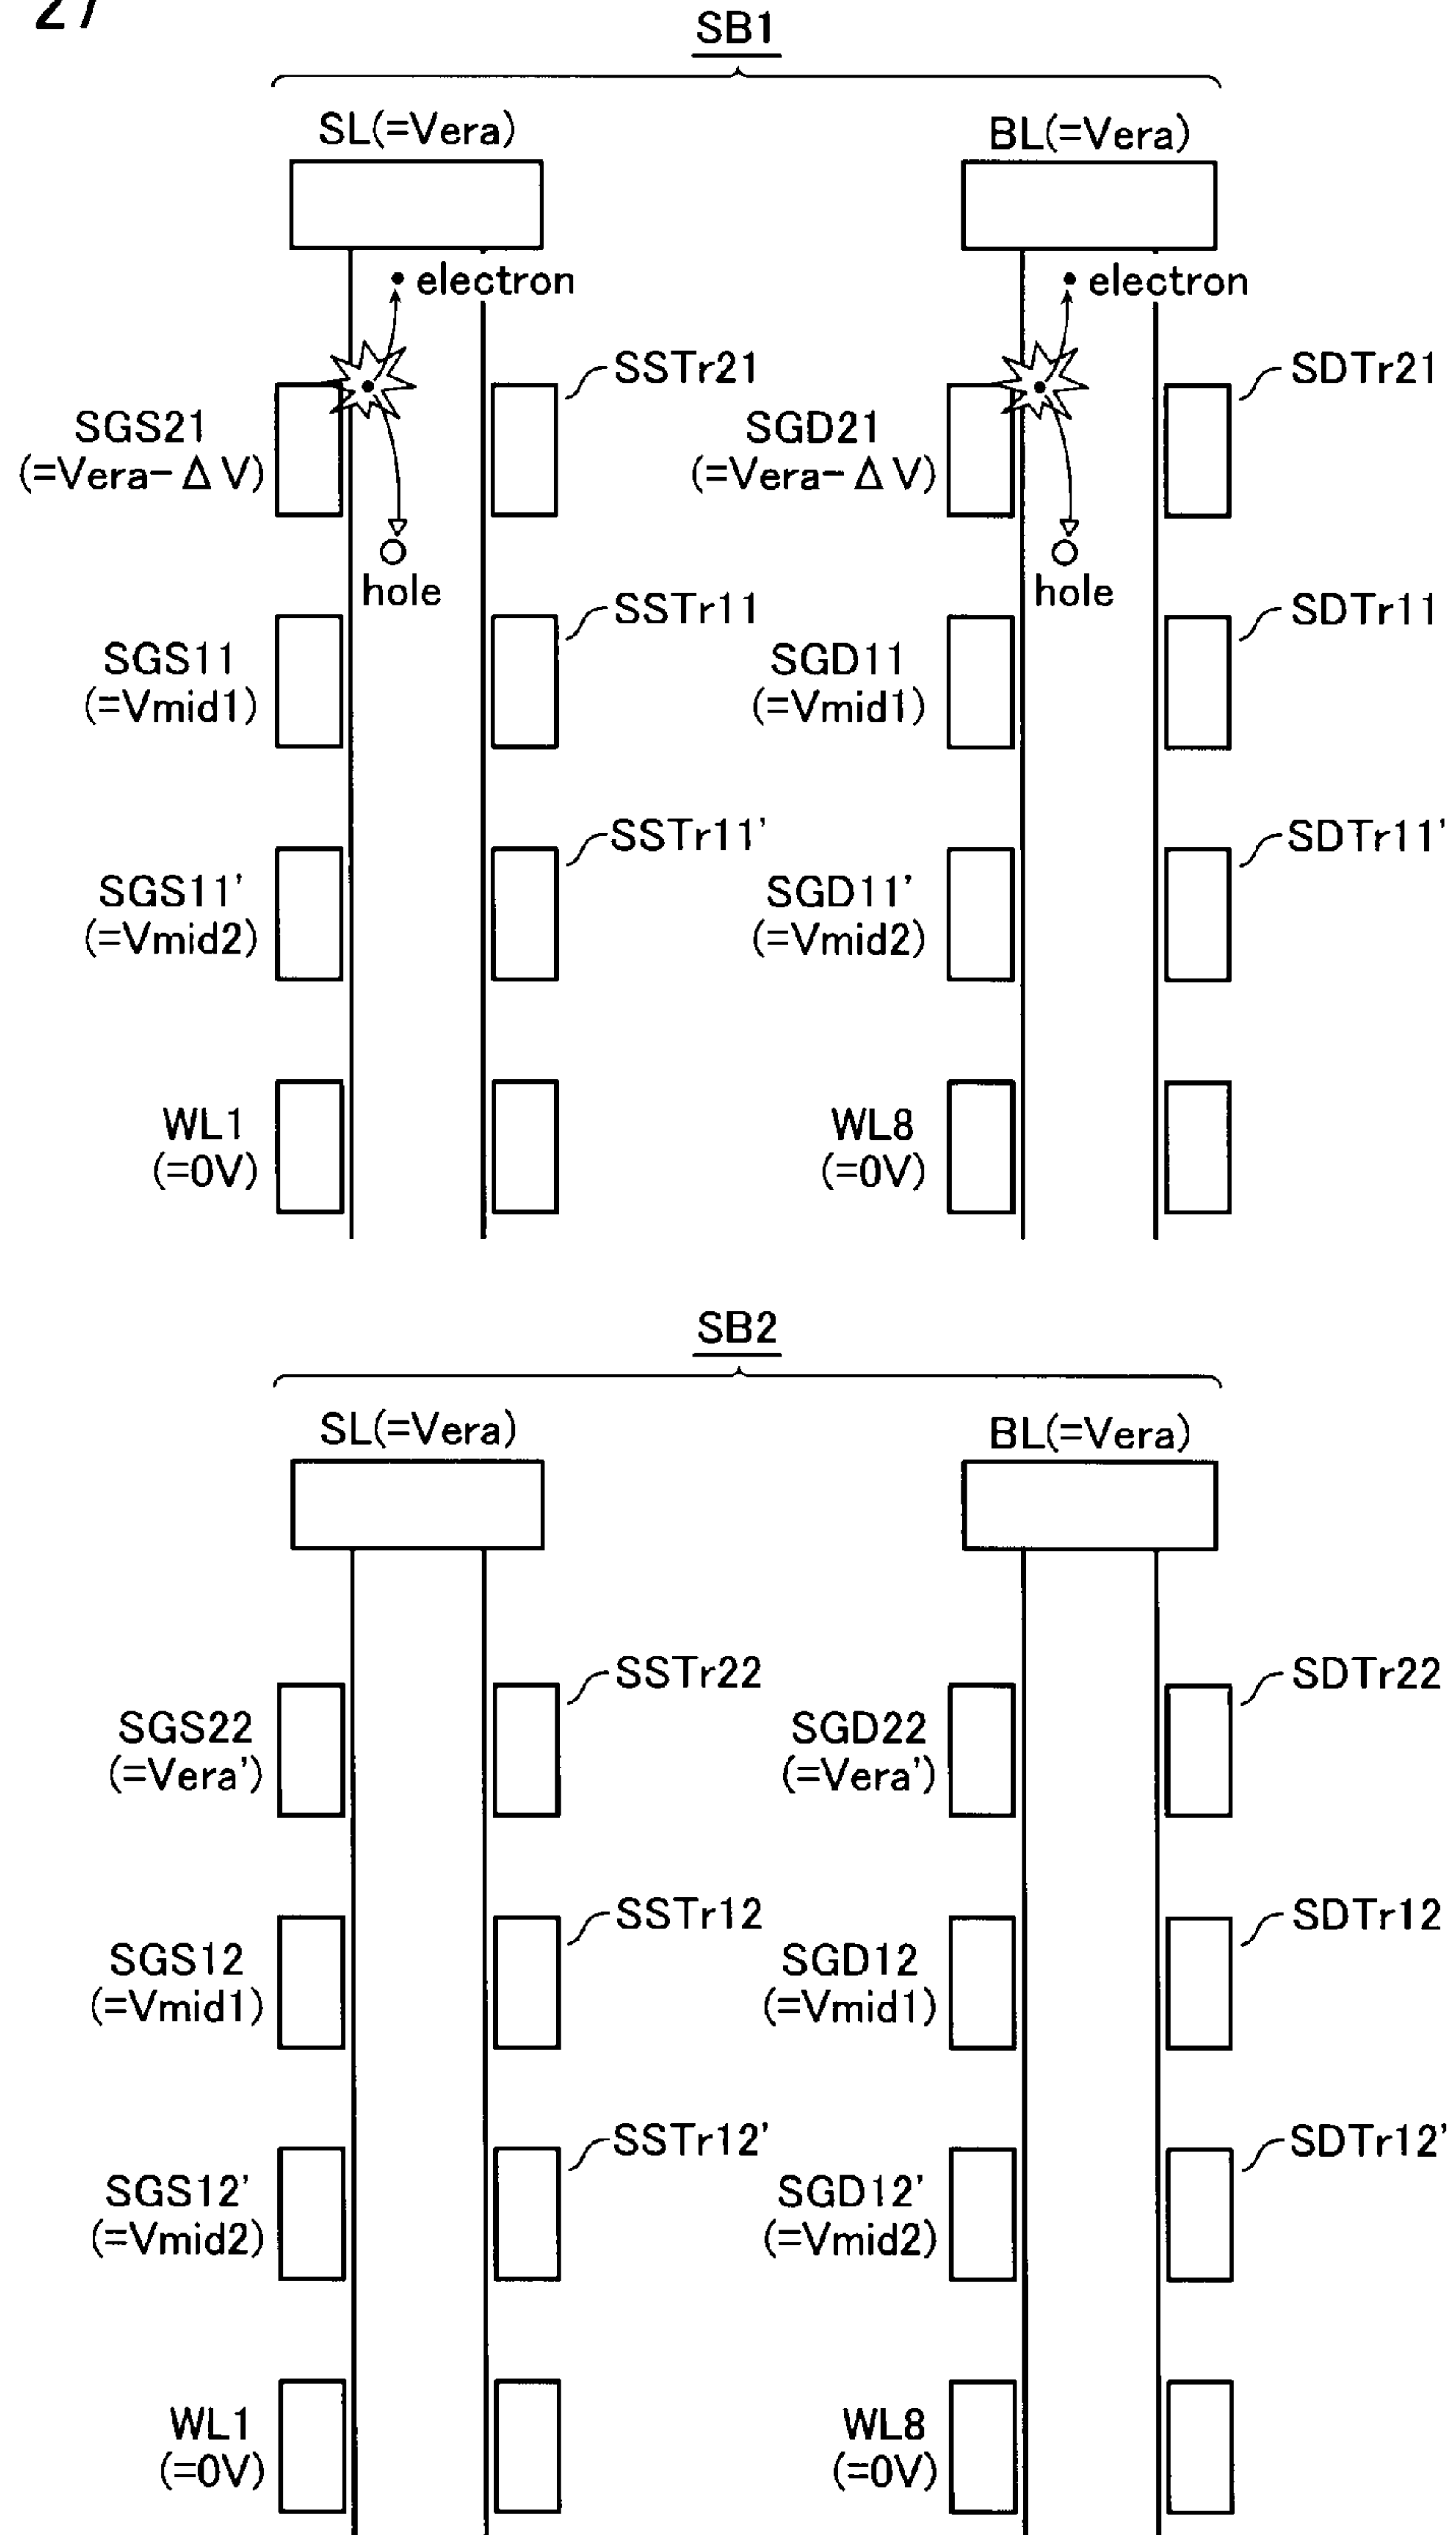 27
SB1
SL(=Vera)
BL(=Vera)
electron
electron
SSTr21
SDTr21
SGS21
(=Vera-ΔV)
SGD21
(=Vera-ΔV)
hole
hole
SSTr11
SDTr11
SGS11
(=Vmid1)
SGD11
(=Vmid1)
SSTr11'
SDTr11'
SGS11'
(=Vmid2)
SGD11'
(=Vmid2)
WL1
(=0V)
WL8
(=0V)
SB2
SL(=Vera)
BL(=Vera)
SSTr22
SDTr22
SGS22
(=Vera')
SGD22
(=Vera')
SSTr12
SDTr12
SGS12
(=Vmid1)
SGD12
(=Vmid1)
SSTr12'
SDTr12'
SGS12'
(=Vmid2)
SGD12'
(=Vmid2)
WL1
(=0V)
WL8
(=0V)